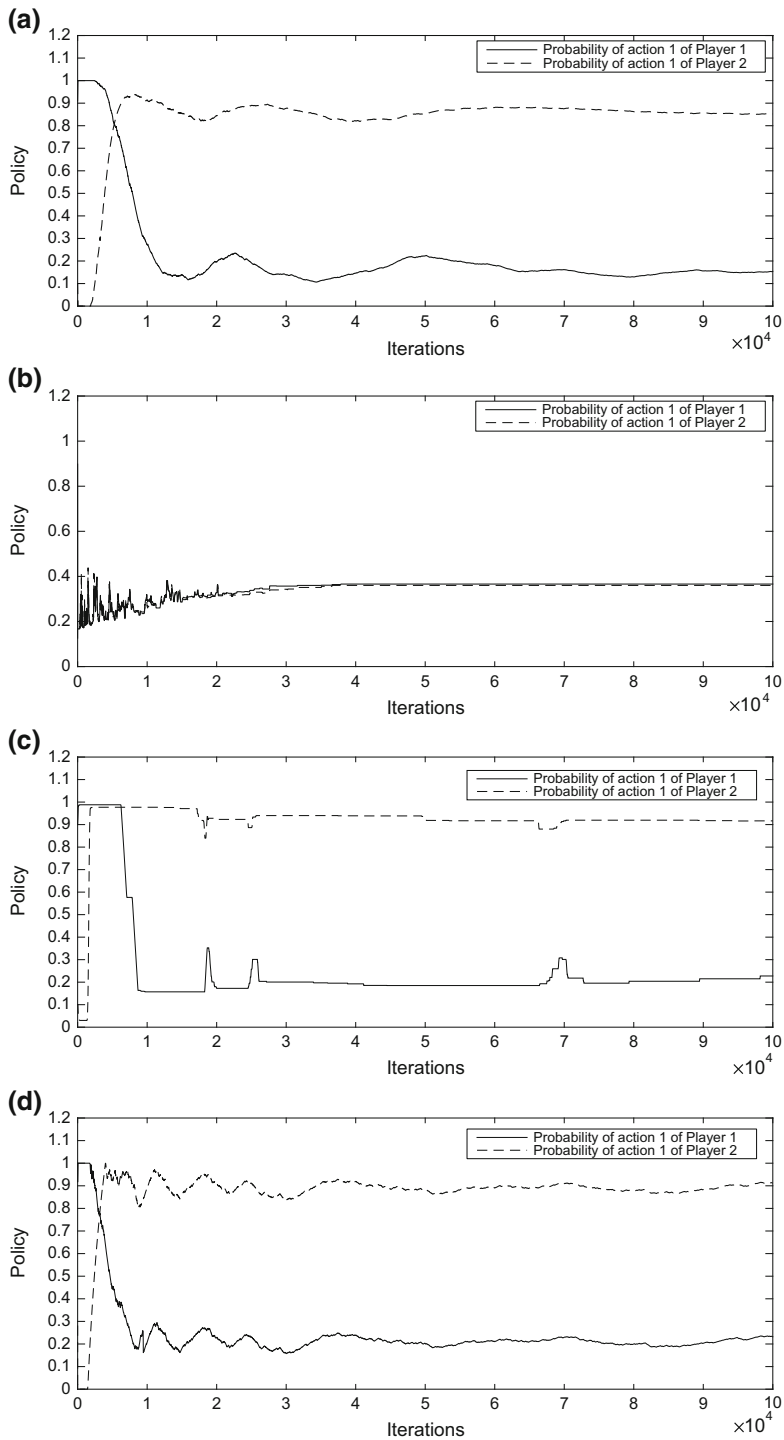 (a)
1.2
1.1
1
0.9
0.8
0.7
0.6
0.5
0.4
0.3
0.2
0.1
0
Policy
Probability of action 1 of Player 1
Probability of action 1 of Player 2
0 1 2 3 4 5 6 7 8 9 10
Iterations
×10^4
(b)
1.2
1
0.8
0.6
0.4
0.2
0
Policy
Probability of action 1 of Player 1
Probability of action 1 of Player 2
0 1 2 3 4 5 6 7 8 9 10
Iterations
×10^4
(c)
1.2
1.1
1
0.9
0.8
0.7
0.6
0.5
0.4
0.3
0.2
0.1
0
Policy
Probability of action 1 of Player 1
Probability of action 1 of Player 2
0 1 2 3 4 5 6 7 8 9 10
Iterations
×10^4
(d)
1.2
1.1
1
0.9
0.8
0.7
0.6
0.5
0.4
0.3
0.2
0.1
0
Policy
Probability of action 1 of Player 1
Probability of action 1 of Player 2
0 1 2 3 4 5 6 7 8 9 10
Iterations
×10^4